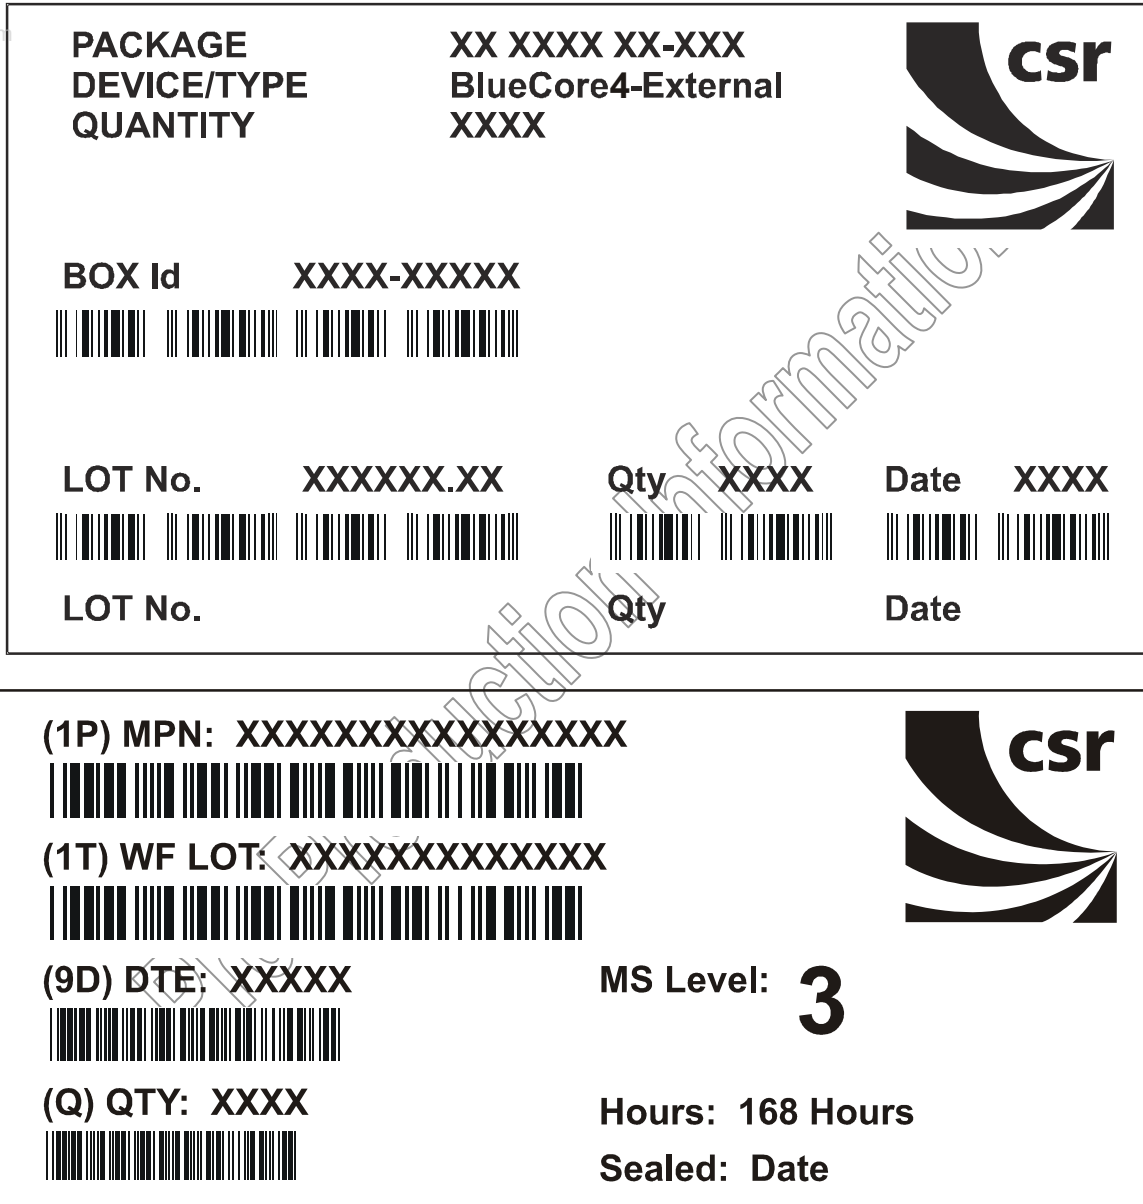 PACKAGE XX XXXX XX-XXX
DEVICE/TYPE BlueCore4-External
QUANTITY XXXX
csr
BOX Id XXXX-XXXXX
LOT No. XXXXXX.XX Qty XXXX Date XXXX
LOT No. Qty Date
Production Information
(1P) MPN: XXXXXXXXXXXXXXXX
csr
(1T) WF LOT: XXXXXXXXXXXXX
(9D) DTE: XXXXX MS Level: 3
(Q) QTY: XXXX
Hours: 168 Hours
Sealed: Date